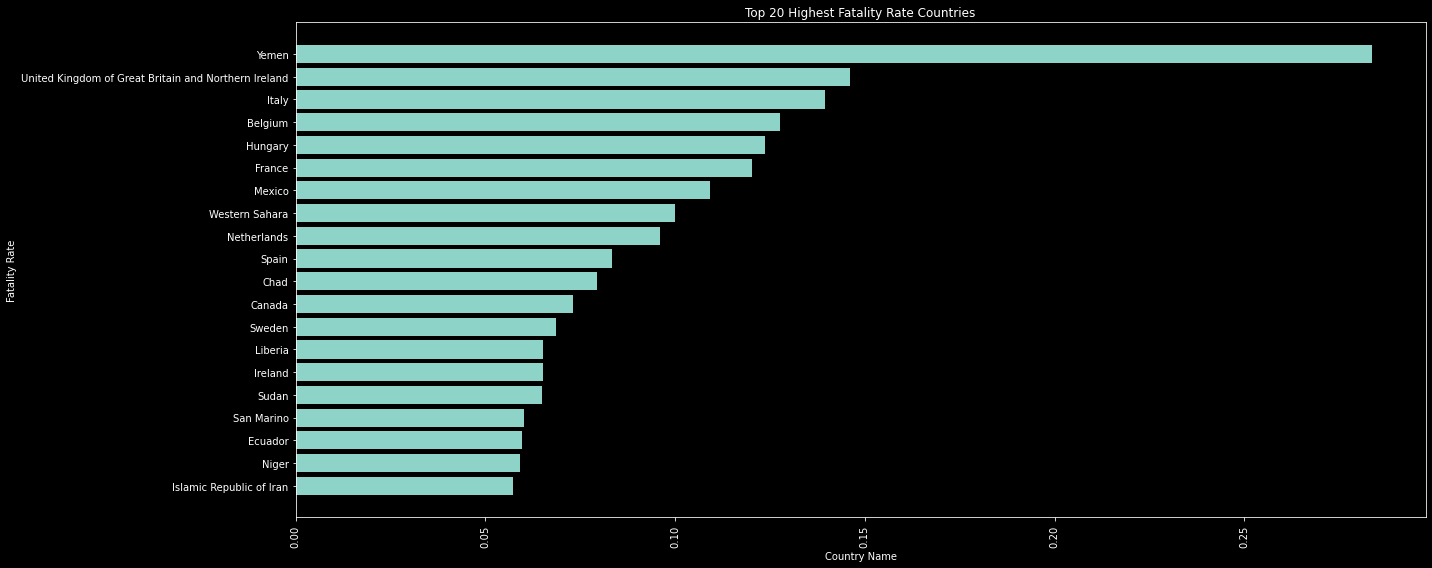 Top 20 Highest Fatality Rate Countries
Fatality Rate
Yemen
United Kingdom of Great Britain and Northern Ireland
Italy
Belgium
Hungary
France
Mexico
Western Sahara
Netherlands
Spain
Chad
Canada
Sweden
Liberia
Ireland
Sudan
San Marino
Ecuador
Niger
Islamic Republic of Iran
0.00 0.05 0.10 0.15 0.20 0.25
Country Name